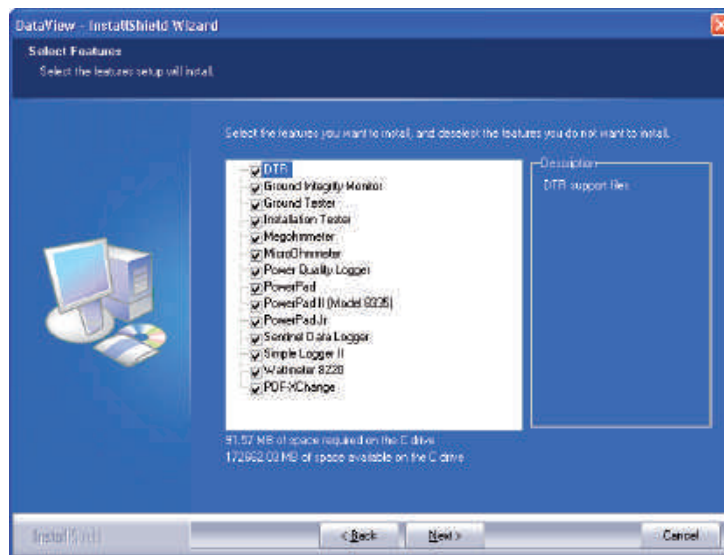 DataView - InstallShield Wizard
Select Features
Select the features setup will install.
Select the features you want to install, and deselect the features you do not want to install.
DTR
Ground Integrity Monitor
Ground Tester
Installation Tester
Megohmmeter
MicroOhmmeter
Power Quality Logger
PowerPad
PowerPad II (Model 8335)
PowerPad Jr
Sentinel Data Logger
Simple Logger II
Wattmeter 8220
PDF-XChange
Description
DTR support files
91.57 MB of space required on the C drive
172662.03 MB of space available on the C drive
InstallShield
< Back
Next >
Cancel